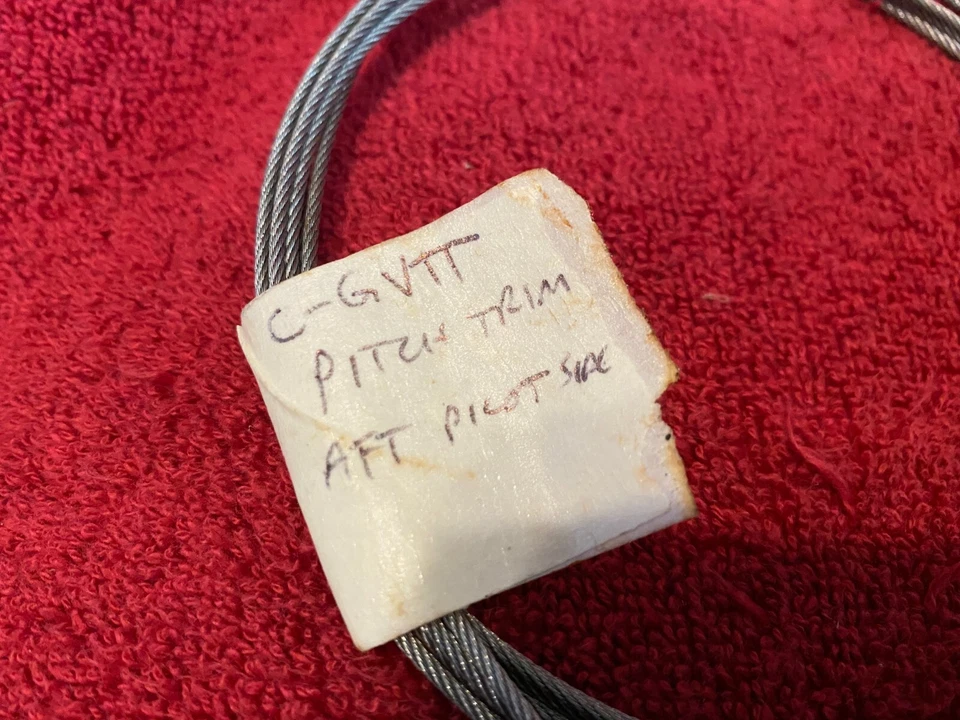 C-GVTT
PITCH TRIM
AFT PILOT SIDE